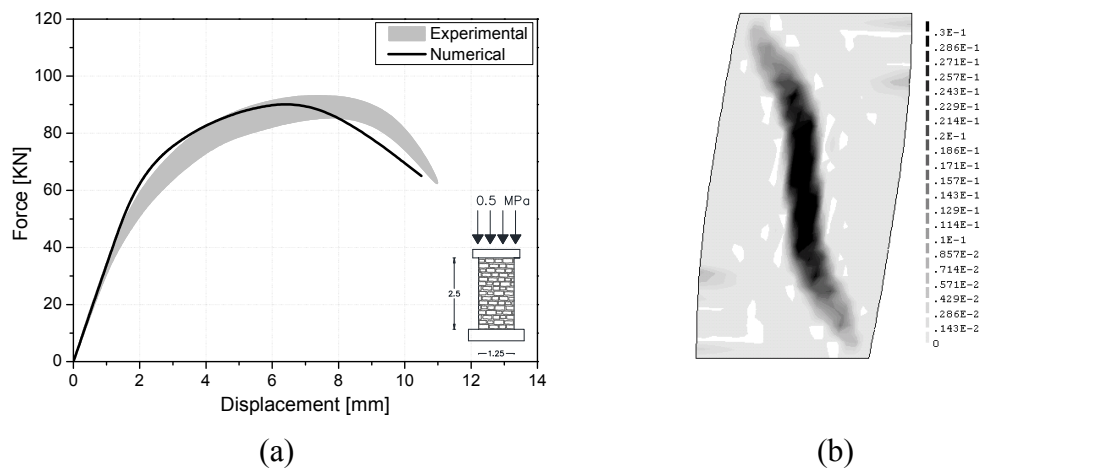 120
100
80
60
40
20
0
Force [KN]
0 2 4 6 8 10 12 14
Displacement [mm]
Experimental
Numerical
0.5 MPa
2.5
1.25
(a)
.3E-1
.286E-1
.271E-1
.257E-1
.243E-1
.229E-1
.214E-1
.2E-1
.186E-1
.171E-1
.157E-1
.143E-1
.129E-1
.114E-1
.1E-1
.857E-2
.714E-2
.571E-2
.429E-2
.286E-2
.143E-2
0
(b)